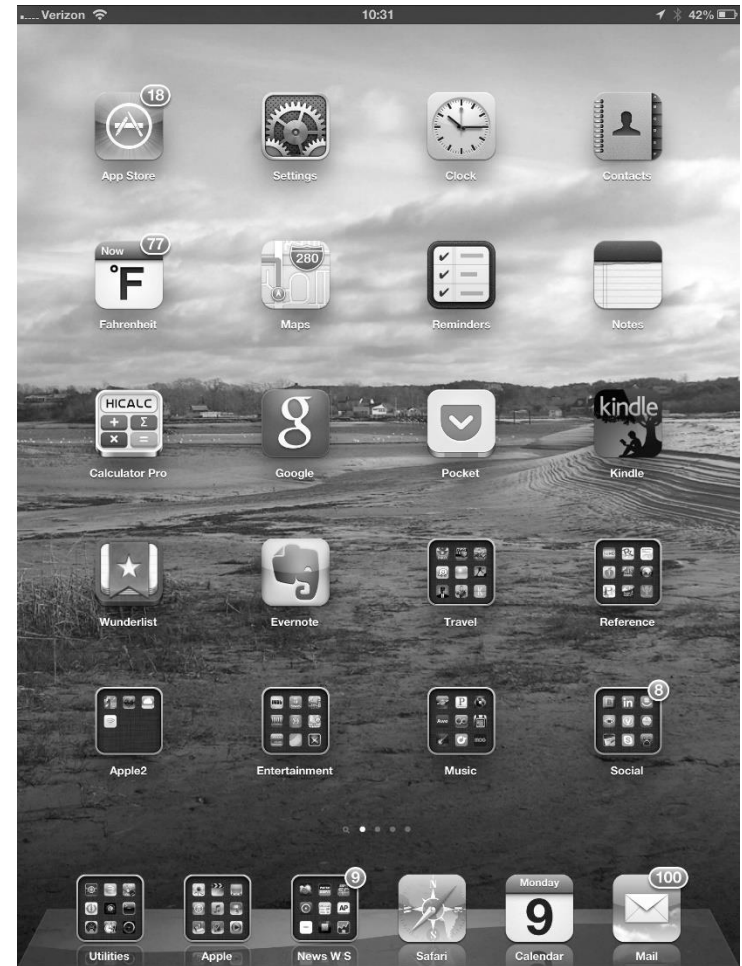 Verizon 10:31 42%
18
App Store Settings Clock Contacts
Now 77 280
°F
Fahrenheit Maps Reminders Notes
HICALC g kindle
+ Σ
× =
Calculator Pro Google Pocket Kindle
Wunderlist Evernote Travel Reference
in 8
P
Ave
Apple2 Entertainment Music Social
9 N Monday 100
AP 9
Utilities Apple News W S Safari Calendar Mail